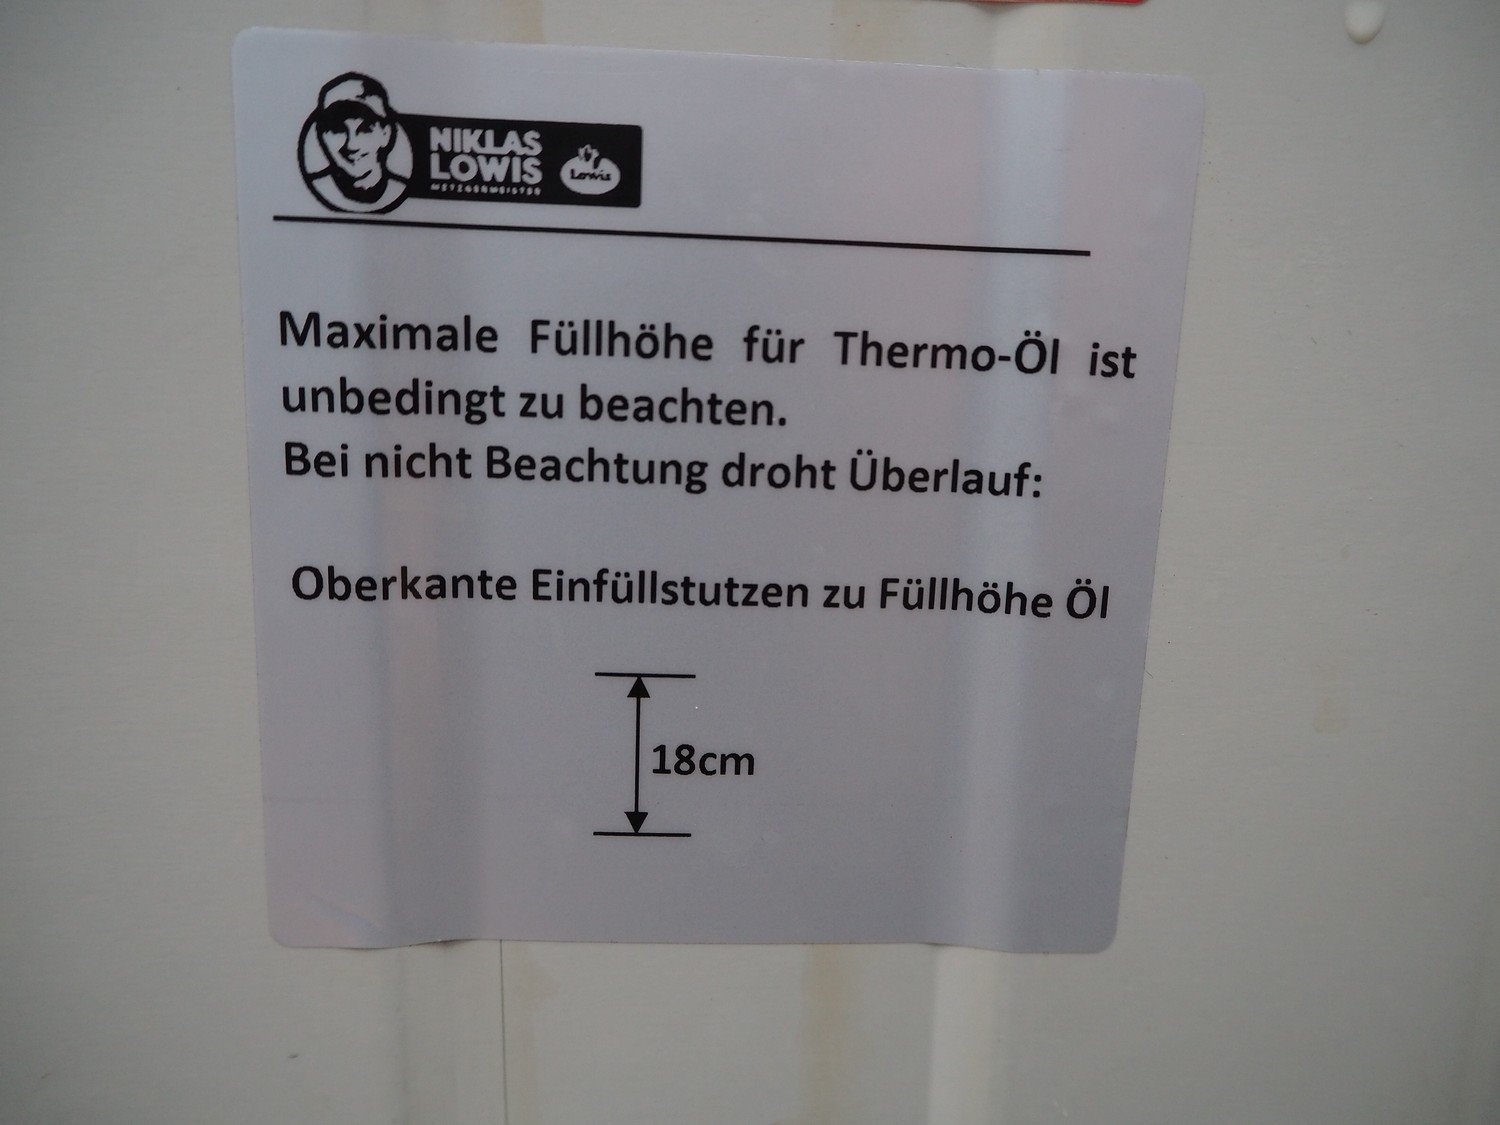 NIKLAS
LOWIS
METZGERMEISTER
Lowis
Maximale Füllhöhe für Thermo-Öl ist
unbedingt zu beachten.
Bei nicht Beachtung droht Überlauf:
Oberkante Einfüllstutzen zu Füllhöhe Öl
18cm